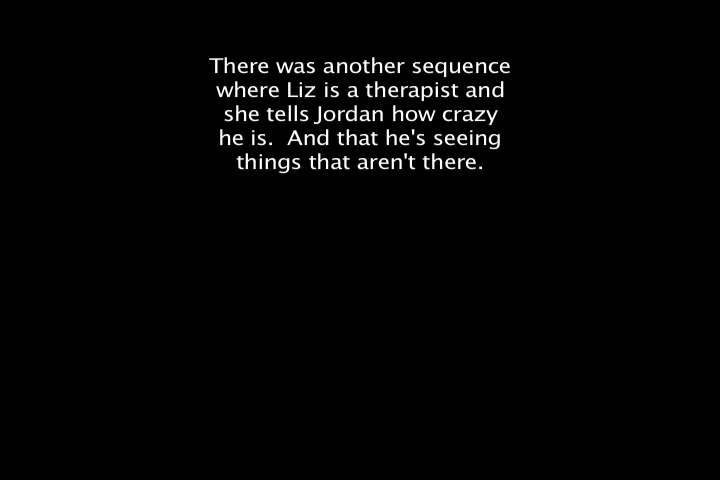 There was another sequence
where Liz is a therapist and
she tells Jordan how crazy
he is.  And that he's seeing
things that aren't there.